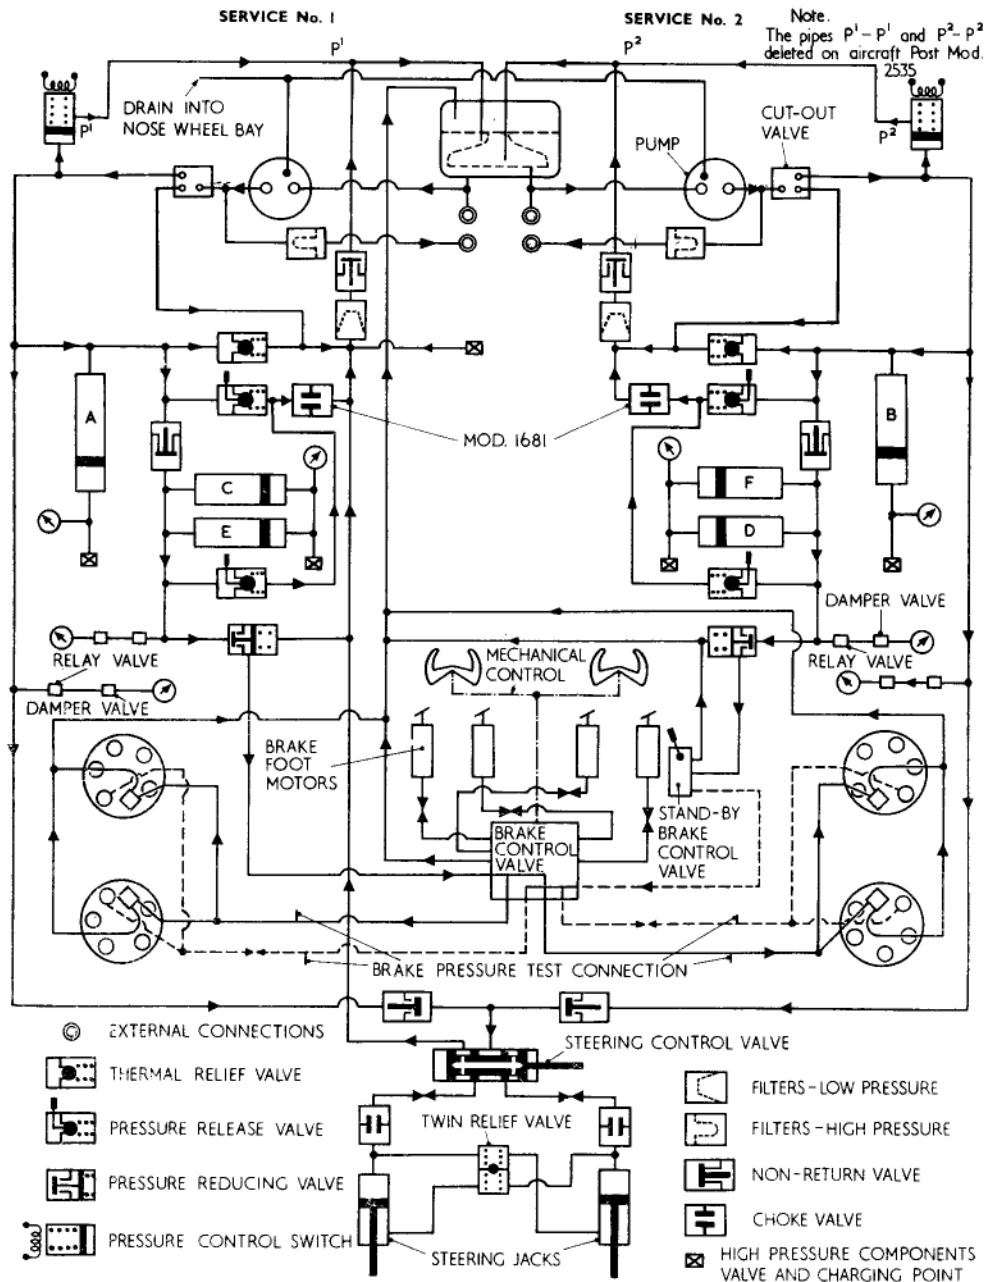 SERVICE No. 1
SERVICE No. 2
Note.
The pipes P¹-P¹ and P²-P²
deleted on aircraft Post Mod.
2535
P¹
P²
DRAIN INTO
NOSE WHEEL BAY
P¹
CUT-OUT
VALVE
P²
PUMP
A
B
MOD. 1681
C
E
F
D
DAMPER VALVE
RELAY VALVE
RELAY VALVE
DAMPER VALVE
MECHANICAL
CONTROL
BRAKE
FOOT
MOTORS
STAND-BY
BRAKE
CONTROL
VALVE
BRAKE
CONTROL
VALVE
BRAKE PRESSURE TEST CONNECTION
EXTERNAL CONNECTIONS
STEERING CONTROL VALVE
THERMAL RELIEF VALVE
FILTERS-LOW PRESSURE
TWIN RELIEF VALVE
PRESSURE RELEASE VALVE
FILTERS-HIGH PRESSURE
PRESSURE REDUCING VALVE
NON-RETURN VALVE
CHOKE VALVE
PRESSURE CONTROL SWITCH
STEERING JACKS
HIGH PRESSURE COMPONENTS
VALVE AND CHARGING POINT